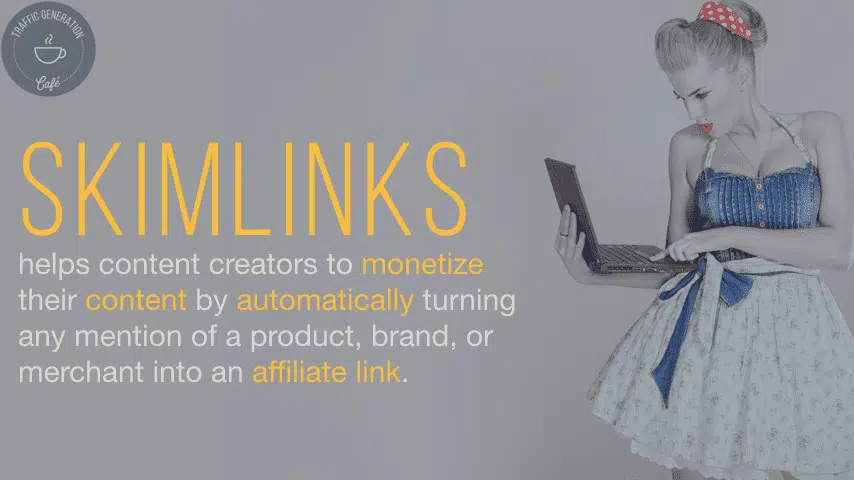 TRAFFIC GENERATION
Café
SKIMLINKS
helps content creators to monetize
their content by automatically turning
any mention of a product, brand, or
merchant into an affiliate link.